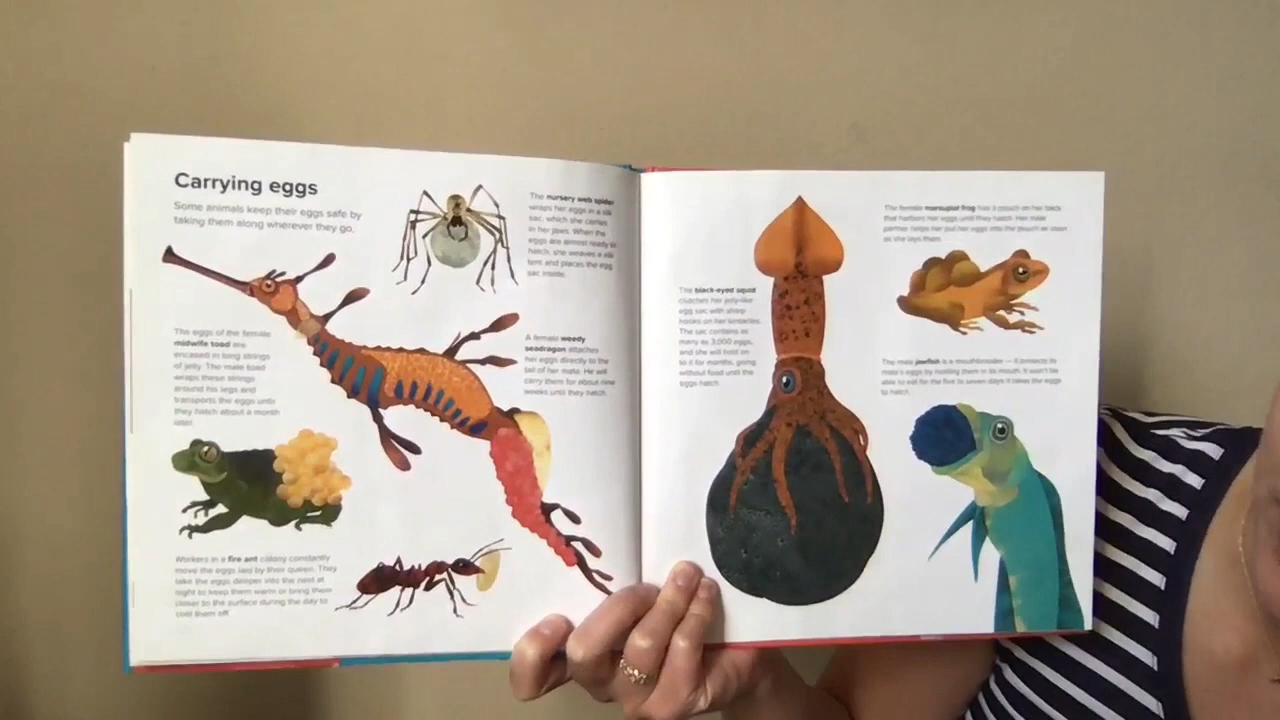 Carrying eggs
Some animals keep their eggs safe by
taking them along wherever they go.
The nursery web spider
wraps her eggs in a silk
sac, which she carries
in her jaws. When the
eggs are almost ready to
hatch, she weaves a silk
tent and places the egg
sac inside.
The eggs of the female
midwife toad are
encased in long strings
of jelly. The male toad
wraps these strings
around his legs and
transports the eggs until
they hatch about a month
later.
A female weedy
seadragon attaches
her eggs directly to the
tail of her mate. He will
carry them for about nine
weeks until they hatch.
Workers in a fire ant colony constantly
move the eggs laid by their queen. They
take the eggs deeper into the nest at
night to keep them warm or bring them
closer to the surface during the day to
cool them off.
The black-eyed squid
clutches her jelly-like
egg sac with sharp
hooks on her tentacles.
The sac contains as
many as 3,000 eggs,
and she will hold on
to it for months, going
without food until the
eggs hatch.
The female marsupial frog has a pouch on her back
that harbors her eggs until they hatch. Her male
partner helps her put her eggs into the pouch as soon
as she lays them.
The male jawfish is a mouthbrooder — it protects its
mate's eggs by holding them in its mouth. It won't be
able to eat for the five to seven days it takes the eggs
to hatch.